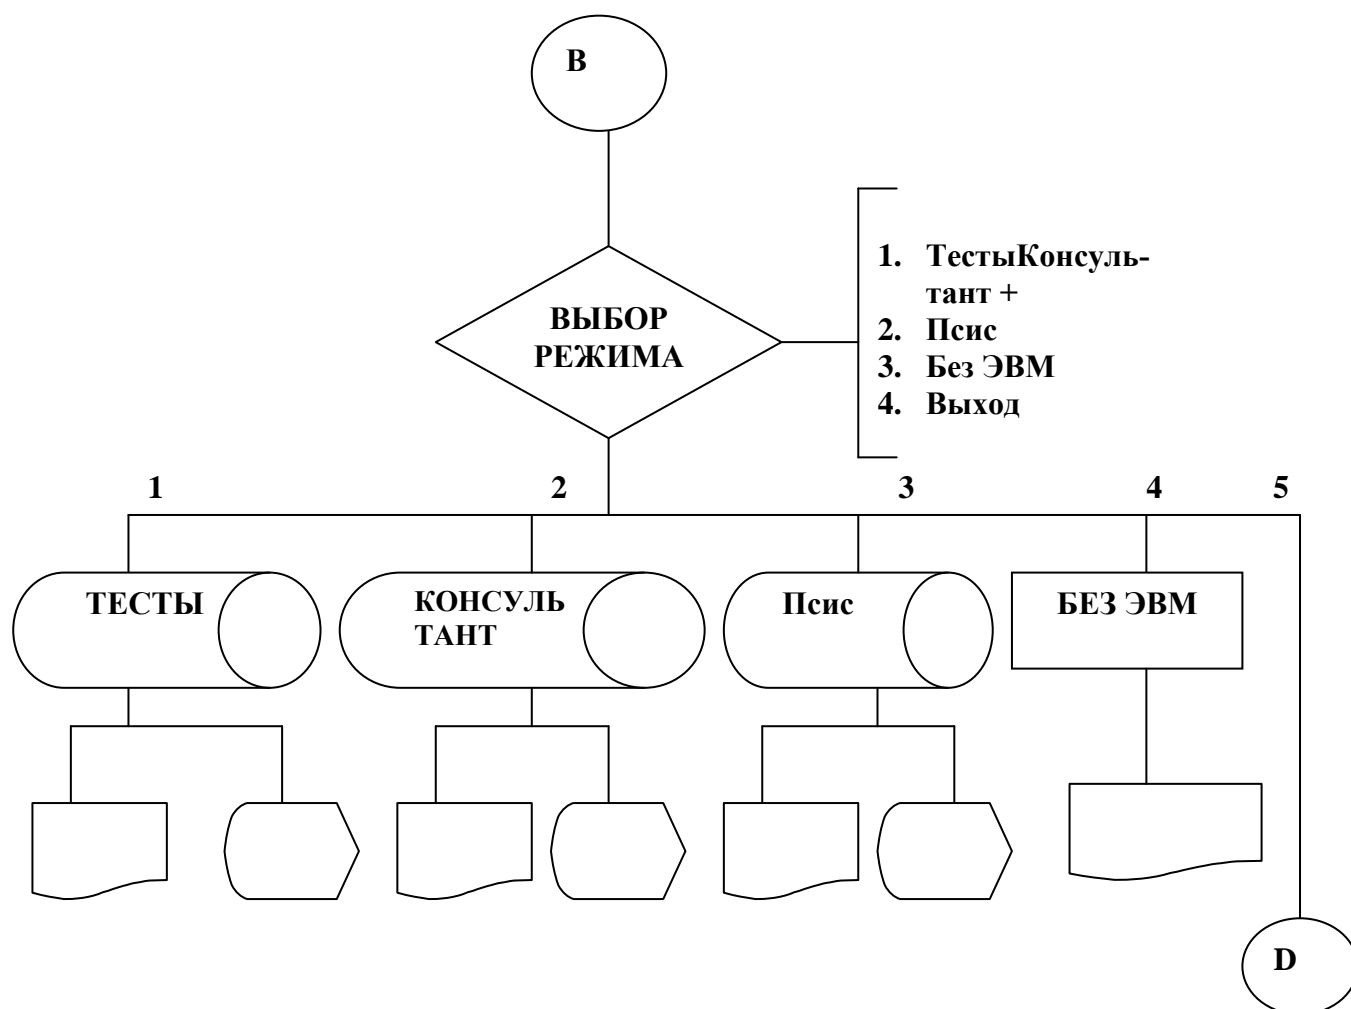 B
1. ТестыКонсуль-
тант +
2. Псис
3. Без ЭВМ
4. Выход
ВЫБОР
РЕЖИМА
1 2 3 4 5
ТЕСТЫ
КОНСУЛЬ
ТАНТ
Псис
БЕЗ ЭВМ
D